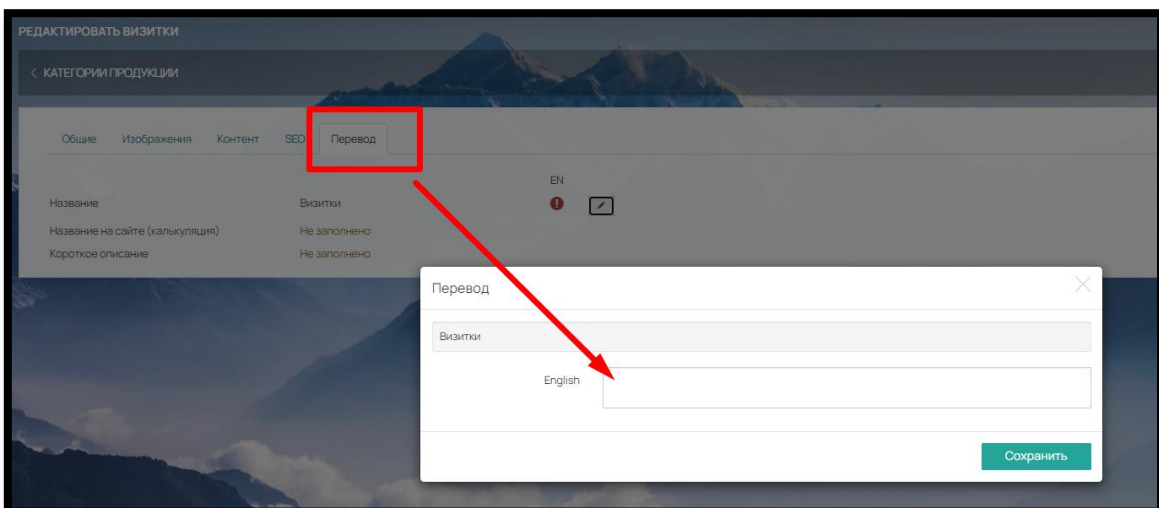 РЕДАКТИРОВАТЬ ВИЗИТКИ
< КАТЕГОРИИ ПРОДУКЦИИ
Общие Изображения Контент SEO Перевод
EN
Название Визитки
Название на сайте (калькуляция) Не заполнено
Короткое описание Не заполнено
Перевод
Визитки
English
Сохранить